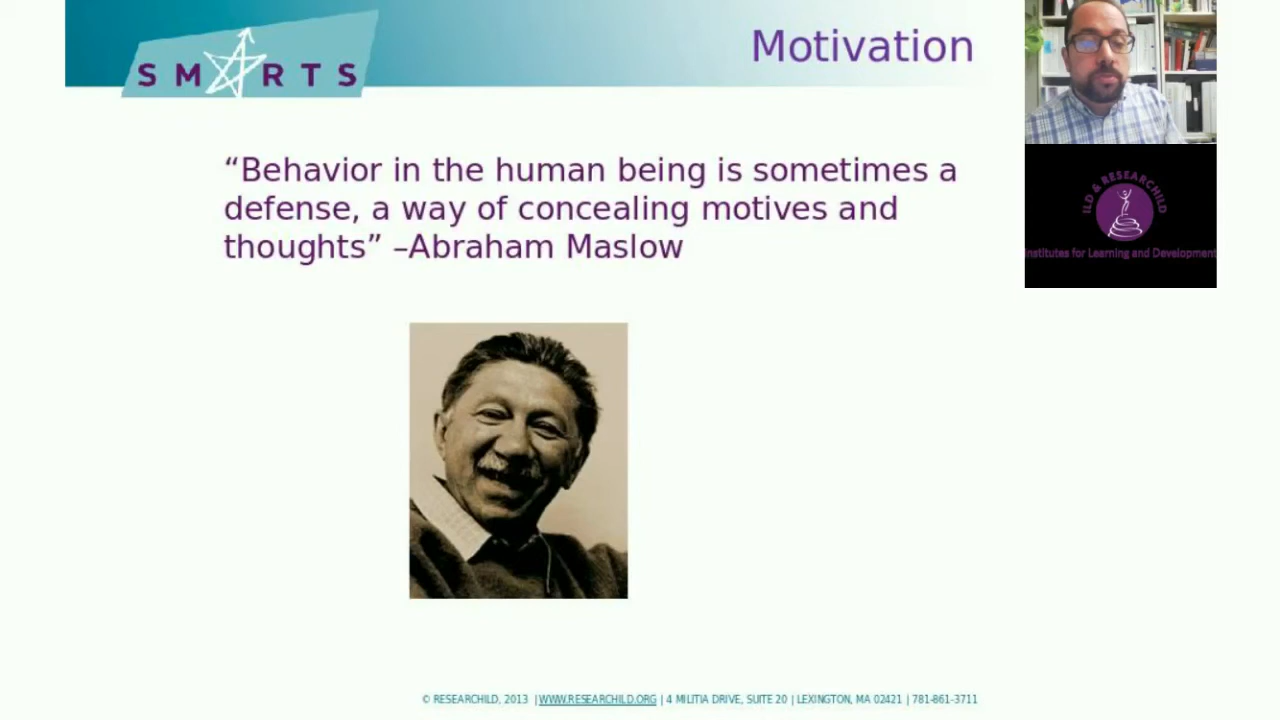 SMARTS
Motivation
“Behavior in the human being is sometimes a
defense, a way of concealing motives and
thoughts” –Abraham Maslow
ILD & RESEARCHILD
Institutes for Learning and Development
© RESEARCHILD, 2013 | WWW.RESEARCHILD.ORG | 4 MILITIA DRIVE, SUITE 20 | LEXINGTON, MA 02421 | 781-861-3711